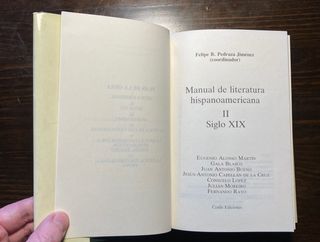 Felipe B. Pedraza Jiménez
(coordinador)
Manual de literatura
hispanoamericana
II
Siglo XIX
Eugenio Alonso Martín
Gala Blasco
Juan Antonio Bueno
Jesús-Antonio Cabellan de la Cruz
Consuelo López
Julián Moreiro
Fernando Rayo
Cénlit Ediciones